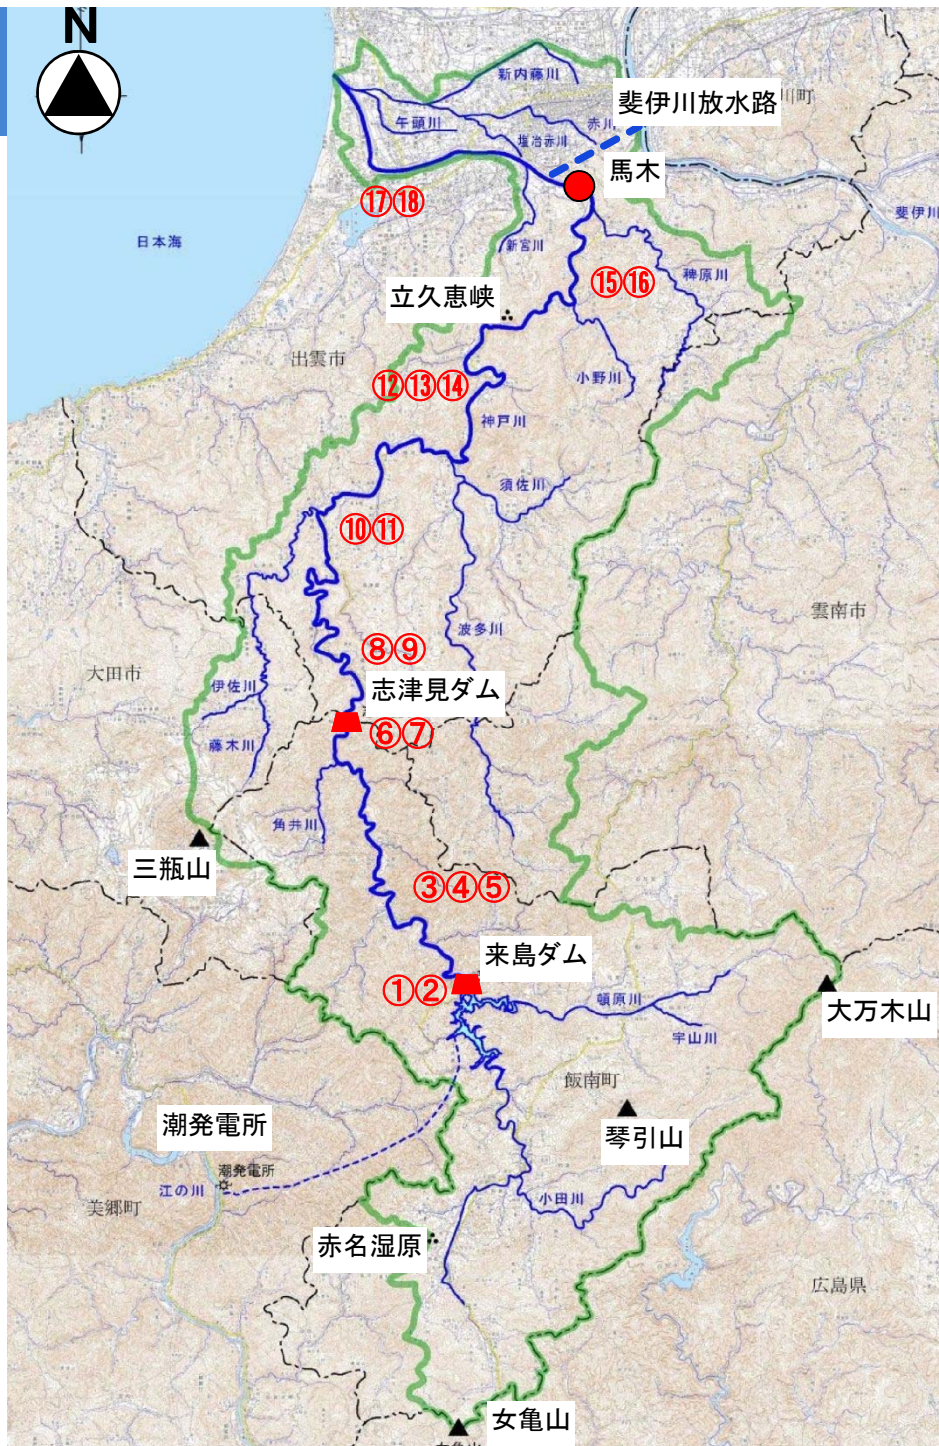 N
新内藤川
斐伊川放水路
川町
午頭川
赤川
塩冶赤川
馬木
⑰⑱
斐伊川
日本海
新宮川
稗原川
⑮⑯
立久恵峡
出雲市
⑫⑬⑭
小野川
神戸川
須佐川
⑩⑪
雲南市
波多川
⑧⑨
大田市
伊佐川
志津見ダム
⑥⑦
藤木川
角井川
三瓶山
③④⑤
来島ダム
①②
頓原川
大万木山
宇山川
飯南町
琴引山
潮発電所
潮発電所
江の川
小田川
美郷町
赤名湿原
広島県
女亀山